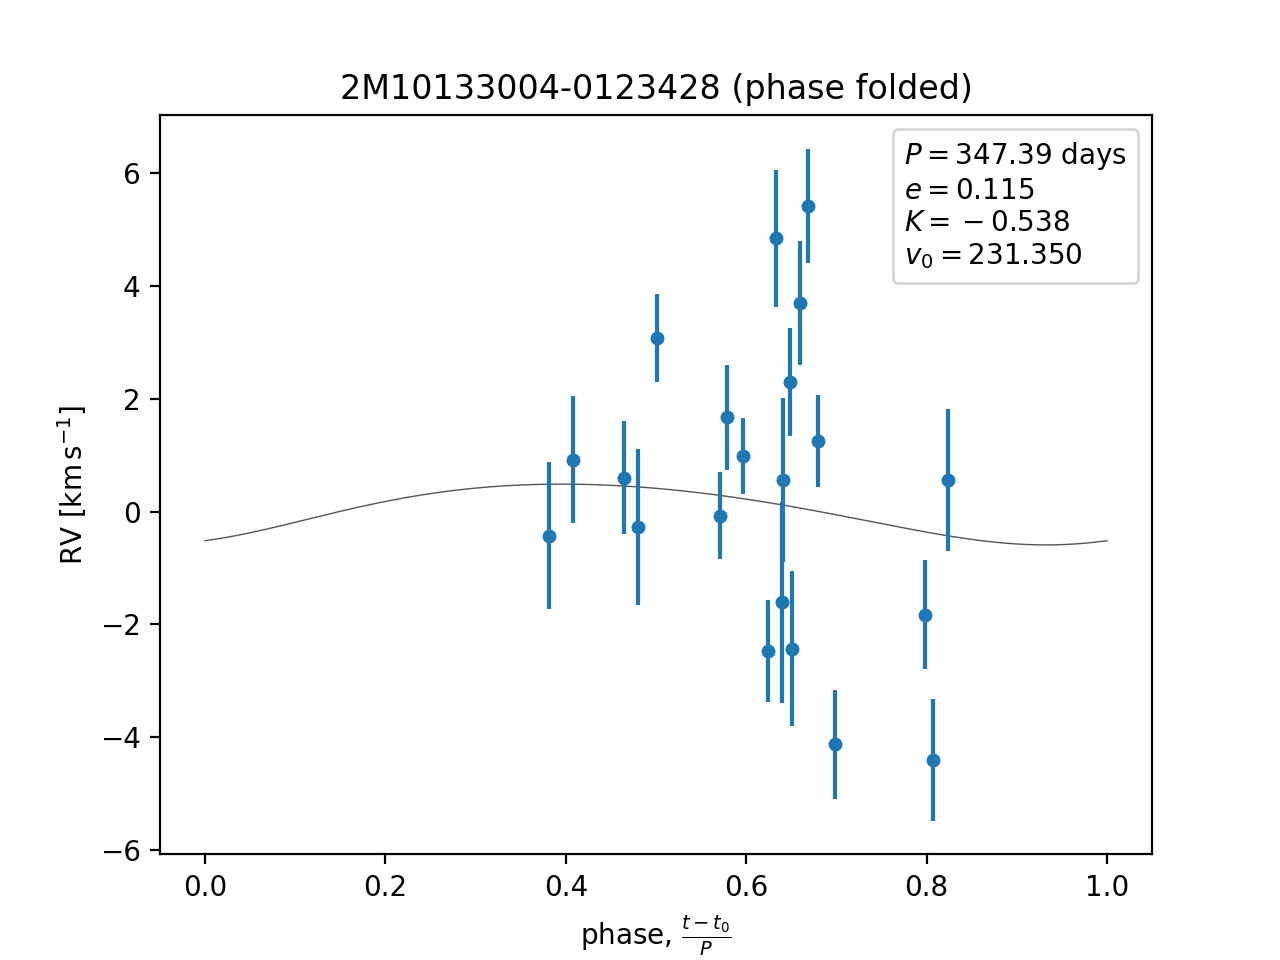 2M10133004-0123428 (phase folded)
P = 347.39 days
e = 0.115
K = −0.538
v₀ = 231.350
6
4
2
0
−2
−4
−6
RV [km s⁻¹]
0.0 0.2 0.4 0.6 0.8 1.0
phase, (t − t₀)/P